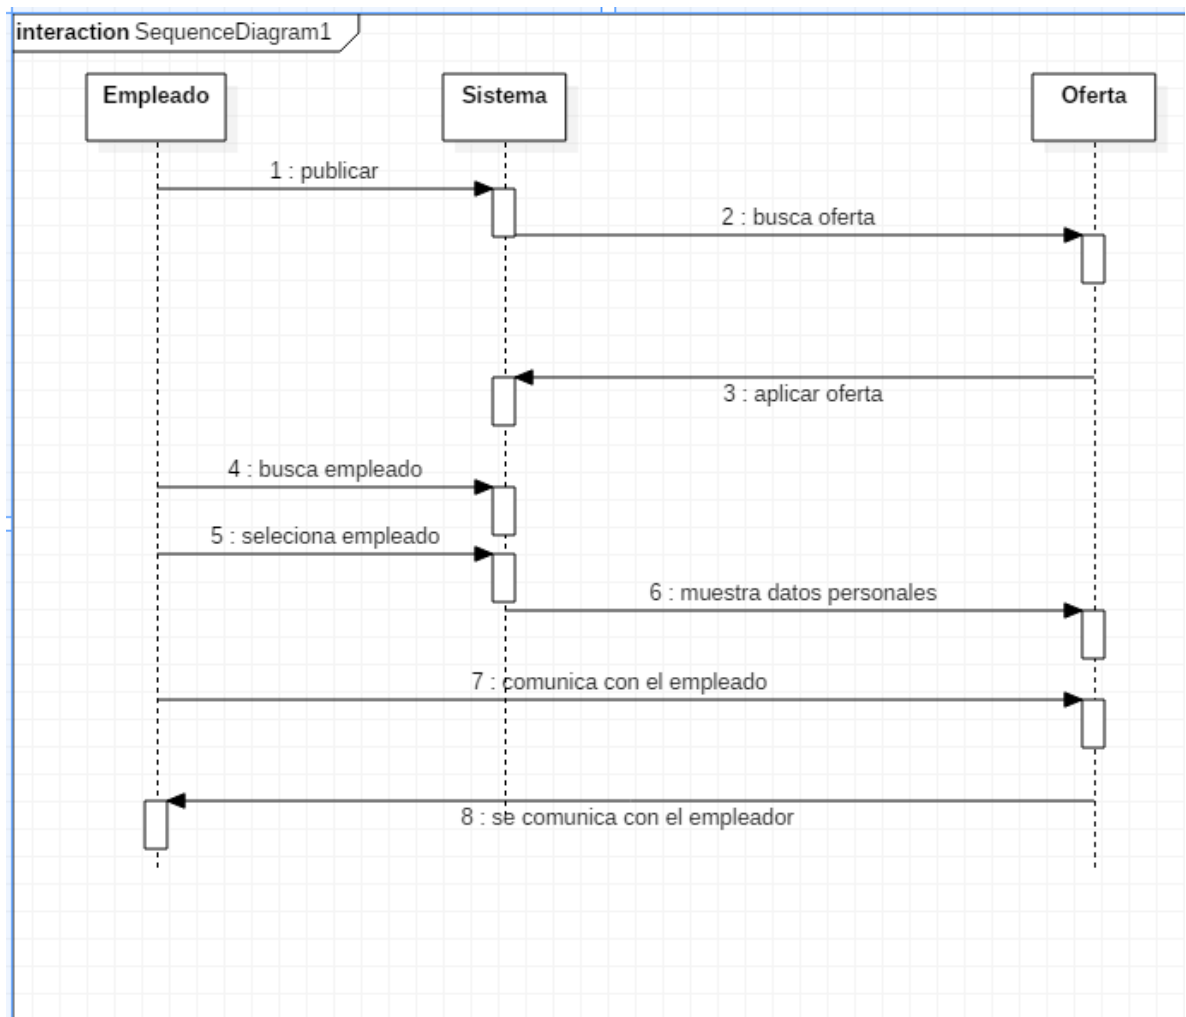 interaction SequenceDiagram1
Empleado
Sistema
Oferta
1 : publicar
2 : busca oferta
3 : aplicar oferta
4 : busca empleado
5 : seleciona empleado
6 : muestra datos personales
7 : comunica con el empleado
8 : se comunica con el empleador